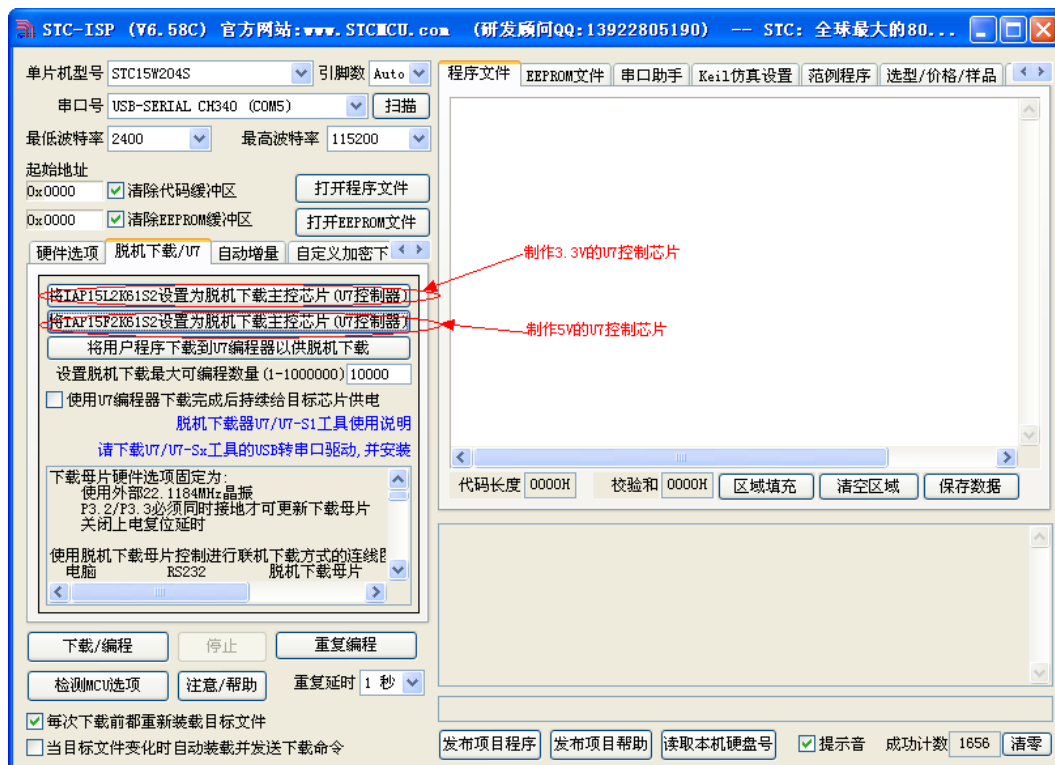 STC-ISP (V6.58C) 官方网站:www.STCMCU.com (研发顾问QQ:13922805190) -- STC: 全球最大的80...
单片机型号 STC15W204S 引脚数 Auto
串口号 USB-SERIAL CH340 (COM5) 扫描
最低波特率 2400 最高波特率 115200
起始地址
0x0000 清除代码缓冲区 打开程序文件
0x0000 清除EEPROM缓冲区 打开EEPROM文件
硬件选项 脱机下载/U7 自动增量 自定义加密下
将IAP15L2K61S2设置为脱机下载主控芯片(U7控制器)
将IAP15F2K61S2设置为脱机下载主控芯片(U7控制器)
将用户程序下载到U7编程器以供脱机下载
设置脱机下载最大可编程数量(1-1000000) 10000
使用U7编程器下载完成后持续给目标芯片供电
脱机下载器U7/U7-S1工具使用说明
请下载U7/U7-Sx工具的USB转串口驱动,并安装
下载母片硬件选项固定为:
使用外部22.1184MHz晶振
P3.2/P3.3必须同时接地才可更新下载母片
关闭上电复位延时
使用脱机下载母片控制进行联机下载方式的连线
电脑 RS232 脱机下载母片
下载/编程 停止 重复编程
检测MCU选项 注意/帮助 重复延时 1 秒
每次下载前都重新装载目标文件
当目标文件变化时自动装载并发送下载命令
程序文件 EEPROM文件 串口助手 Keil仿真设置 范例程序 选型/价格/样品
制作3.3V的U7控制芯片
制作5V的U7控制芯片
代码长度 0000H 校验和 0000H 区域填充 清空区域 保存数据
发布项目程序 发布项目帮助 读取本机硬盘号 提示音 成功计数 1656 清零